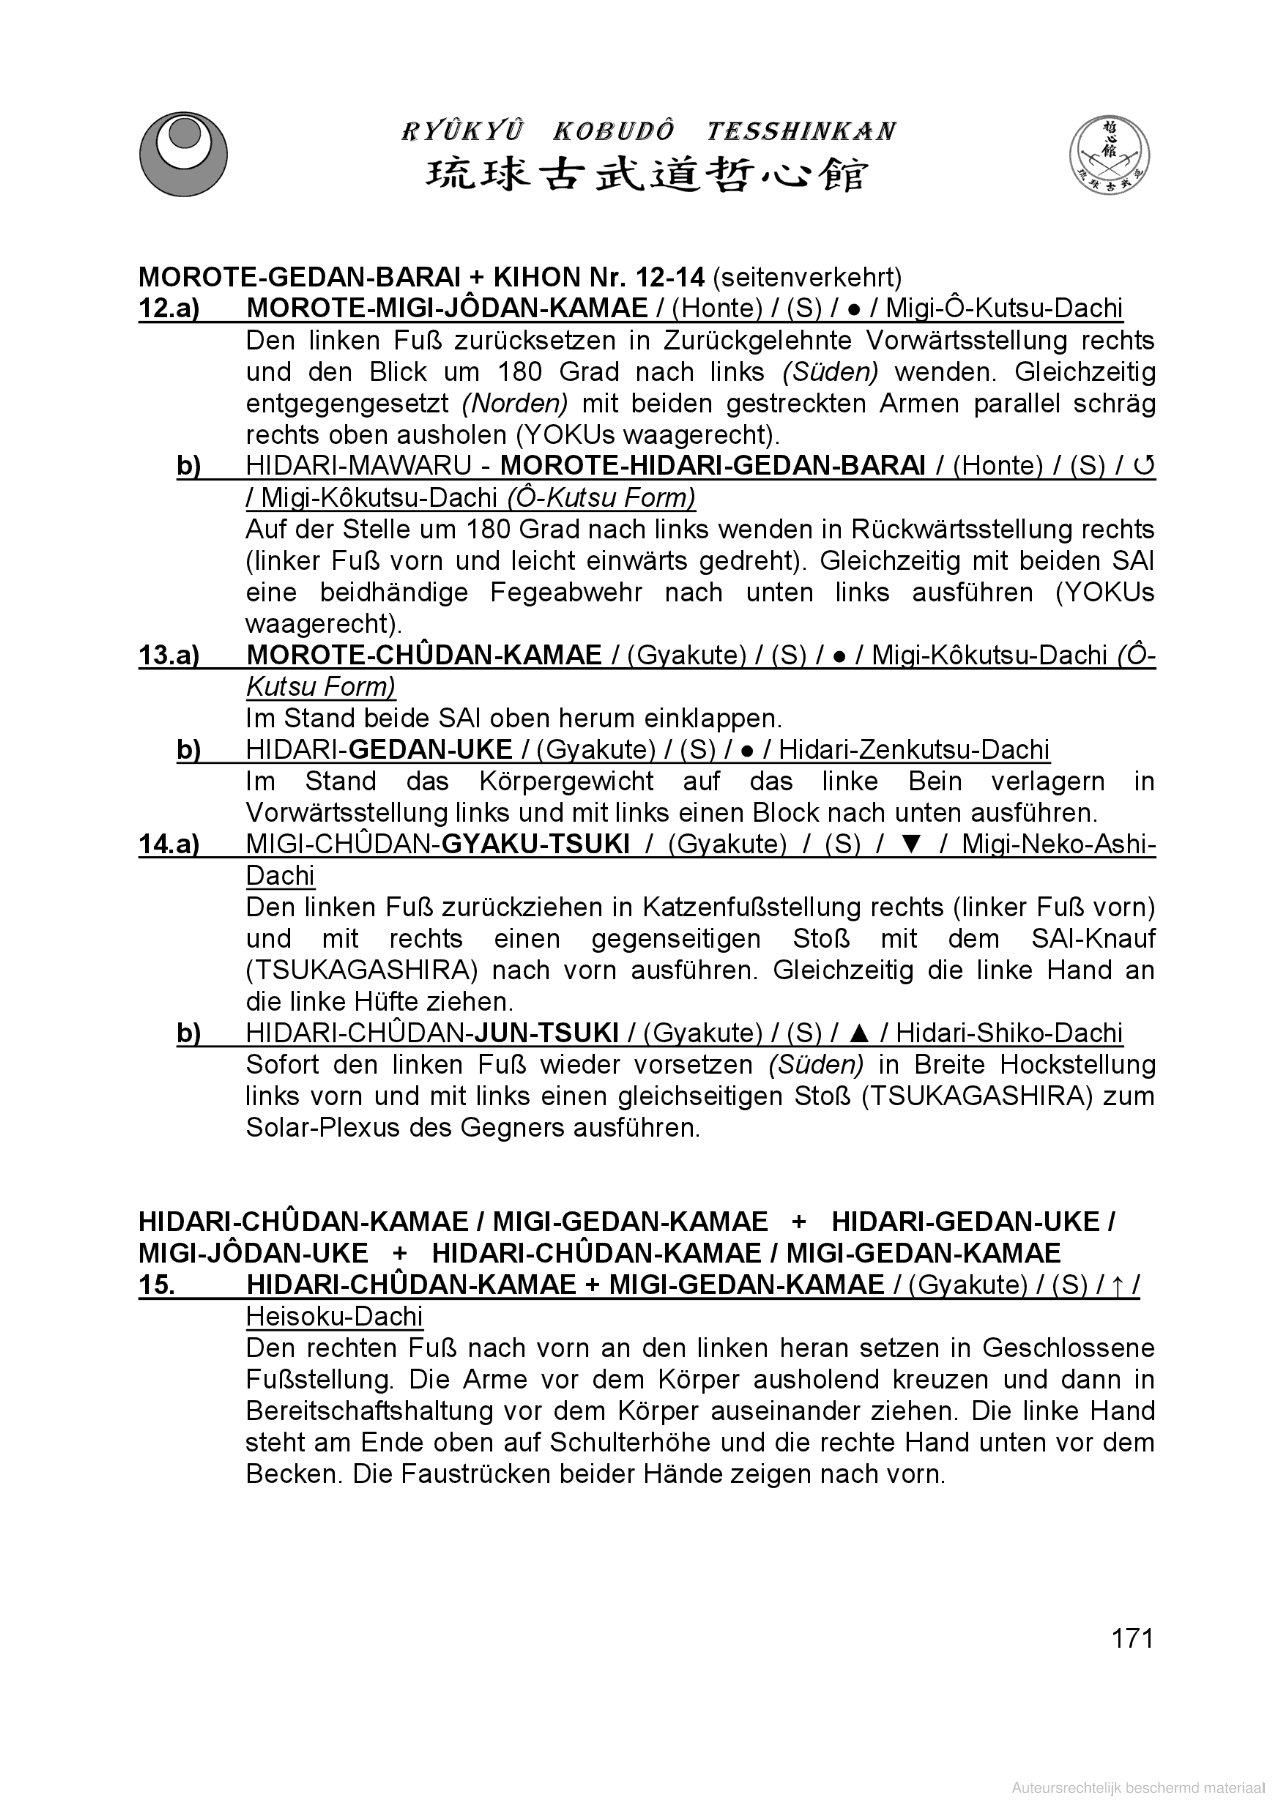 RYÛKYÛ KOBUDÔ TESSHINKAN
琉球古武道哲心館
哲心館
琉球古武道
MOROTE-GEDAN-BARAI + KIHON Nr. 12-14 (seitenverkehrt)
12.a) MOROTE-MIGI-JÔDAN-KAMAE / (Honte) / (S) / ● / Migi-Ô-Kutsu-Dachi
Den linken Fuß zurücksetzen in Zurückgelehnte Vorwärtsstellung rechts
und den Blick um 180 Grad nach links (Süden) wenden. Gleichzeitig
entgegengesetzt (Norden) mit beiden gestreckten Armen parallel schräg
rechts oben ausholen (YOKUs waagerecht).
b) HIDARI-MAWARU - MOROTE-HIDARI-GEDAN-BARAI / (Honte) / (S) / ↺
/ Migi-Kôkutsu-Dachi (Ô-Kutsu Form)
Auf der Stelle um 180 Grad nach links wenden in Rückwärtsstellung rechts
(linker Fuß vorn und leicht einwärts gedreht). Gleichzeitig mit beiden SAI
eine beidhändige Fegeabwehr nach unten links ausführen (YOKUs
waagerecht).
13.a) MOROTE-CHÛDAN-KAMAE / (Gyakute) / (S) / ● / Migi-Kôkutsu-Dachi (Ô-
Kutsu Form)
Im Stand beide SAI oben herum einklappen.
b) HIDARI-GEDAN-UKE / (Gyakute) / (S) / ● / Hidari-Zenkutsu-Dachi
Im Stand das Körpergewicht auf das linke Bein verlagern in
Vorwärtsstellung links und mit links einen Block nach unten ausführen.
14.a) MIGI-CHÛDAN-GYAKU-TSUKI / (Gyakute) / (S) / ▼ / Migi-Neko-Ashi-
Dachi
Den linken Fuß zurückziehen in Katzenfußstellung rechts (linker Fuß vorn)
und mit rechts einen gegenseitigen Stoß mit dem SAI-Knauf
(TSUKAGASHIRA) nach vorn ausführen. Gleichzeitig die linke Hand an
die linke Hüfte ziehen.
b) HIDARI-CHÛDAN-JUN-TSUKI / (Gyakute) / (S) / ▲ / Hidari-Shiko-Dachi
Sofort den linken Fuß wieder vorsetzen (Süden) in Breite Hockstellung
links vorn und mit links einen gleichseitigen Stoß (TSUKAGASHIRA) zum
Solar-Plexus des Gegners ausführen.
HIDARI-CHÛDAN-KAMAE / MIGI-GEDAN-KAMAE + HIDARI-GEDAN-UKE /
MIGI-JÔDAN-UKE + HIDARI-CHÛDAN-KAMAE / MIGI-GEDAN-KAMAE
15. HIDARI-CHÛDAN-KAMAE + MIGI-GEDAN-KAMAE / (Gyakute) / (S) / ↑ /
Heisoku-Dachi
Den rechten Fuß nach vorn an den linken heran setzen in Geschlossene
Fußstellung. Die Arme vor dem Körper ausholend kreuzen und dann in
Bereitschaftshaltung vor dem Körper auseinander ziehen. Die linke Hand
steht am Ende oben auf Schulterhöhe und die rechte Hand unten vor dem
Becken. Die Faustrücken beider Hände zeigen nach vorn.
171
Auteursrechtelijk beschermd materiaal